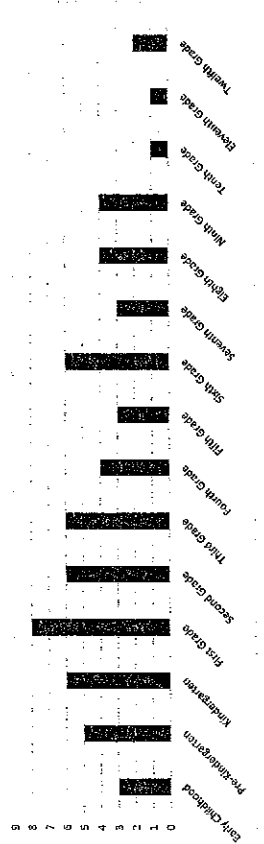 9
8
7
6
5
4
3
2
1
0
Early Childhood
Pre-Kindergarten
Kindergarten
First Grade
Second Grade
Third Grade
Fourth Grade
Fifth Grade
Sixth Grade
Seventh Grade
Eighth Grade
Ninth Grade
Tenth Grade
Eleventh Grade
Twelfth Grade